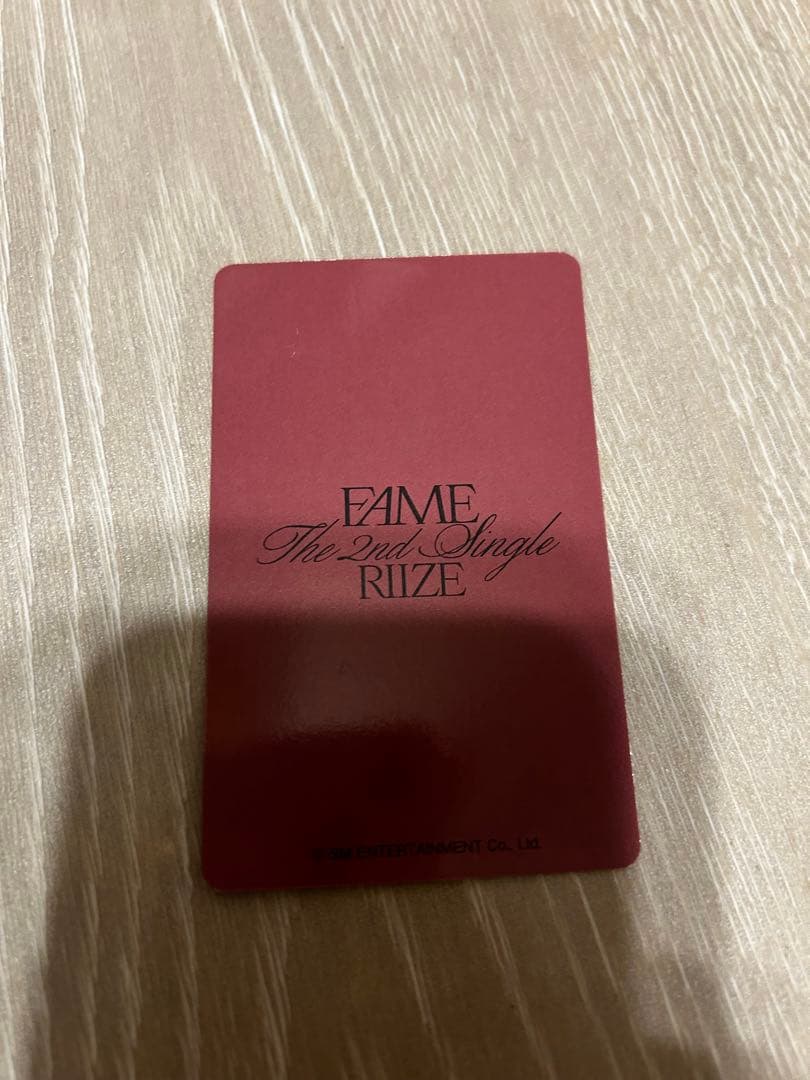 FAME
The 2nd Single
RIIZE
© SM ENTERTAINMENT Co., Ltd.